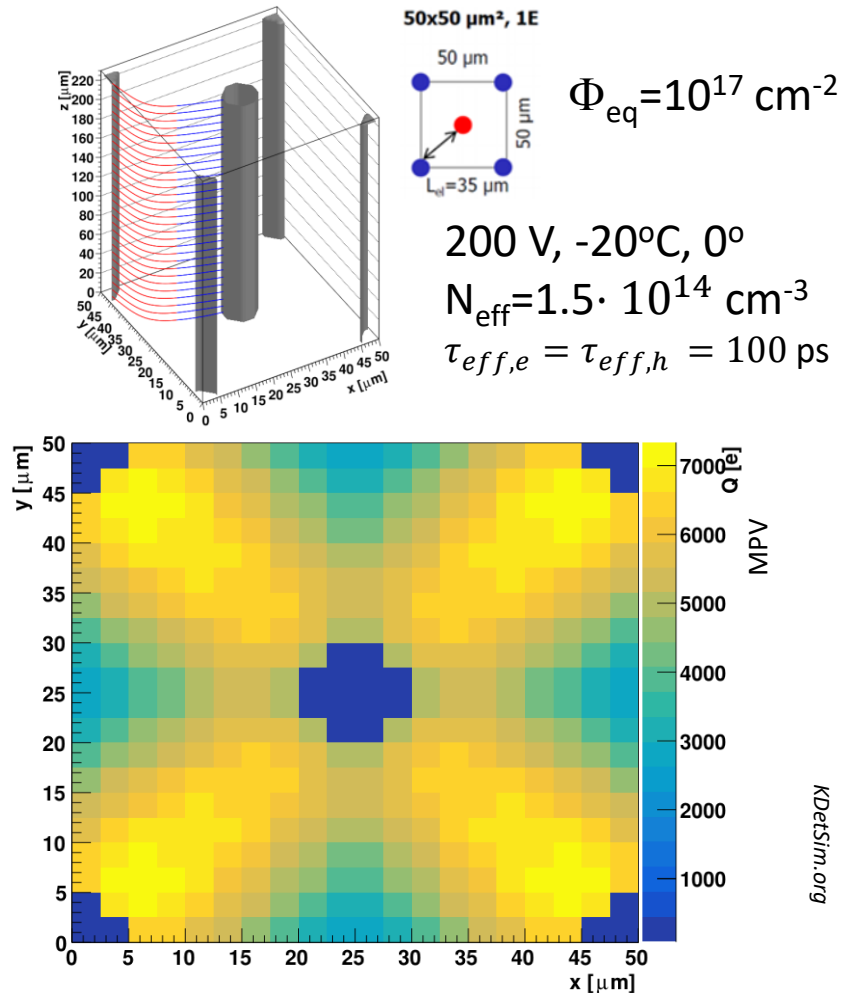 50x50 µm², 1E
50 µm
50 µm
L_el=35 µm
Φ_eq=10^17 cm^-2
200 V, -20°C, 0°
N_eff=1.5· 10^14 cm^-3
τ_eff,e = τ_eff,h = 100 ps
z [µm]
220
200
180
160
140
120
100
80
60
40
20
0
50
45
40
35
30
25
20
15
10
5
0
y [µm]
0 5 10 15 20 25 30 35 40 45 50
x [µm]
y [µm]
50
45
40
35
30
25
20
15
10
5
0
0 5 10 15 20 25 30 35 40 45 50
x [µm]
Q [e]
MPV
7000
6000
5000
4000
3000
2000
1000
KDetSim.org